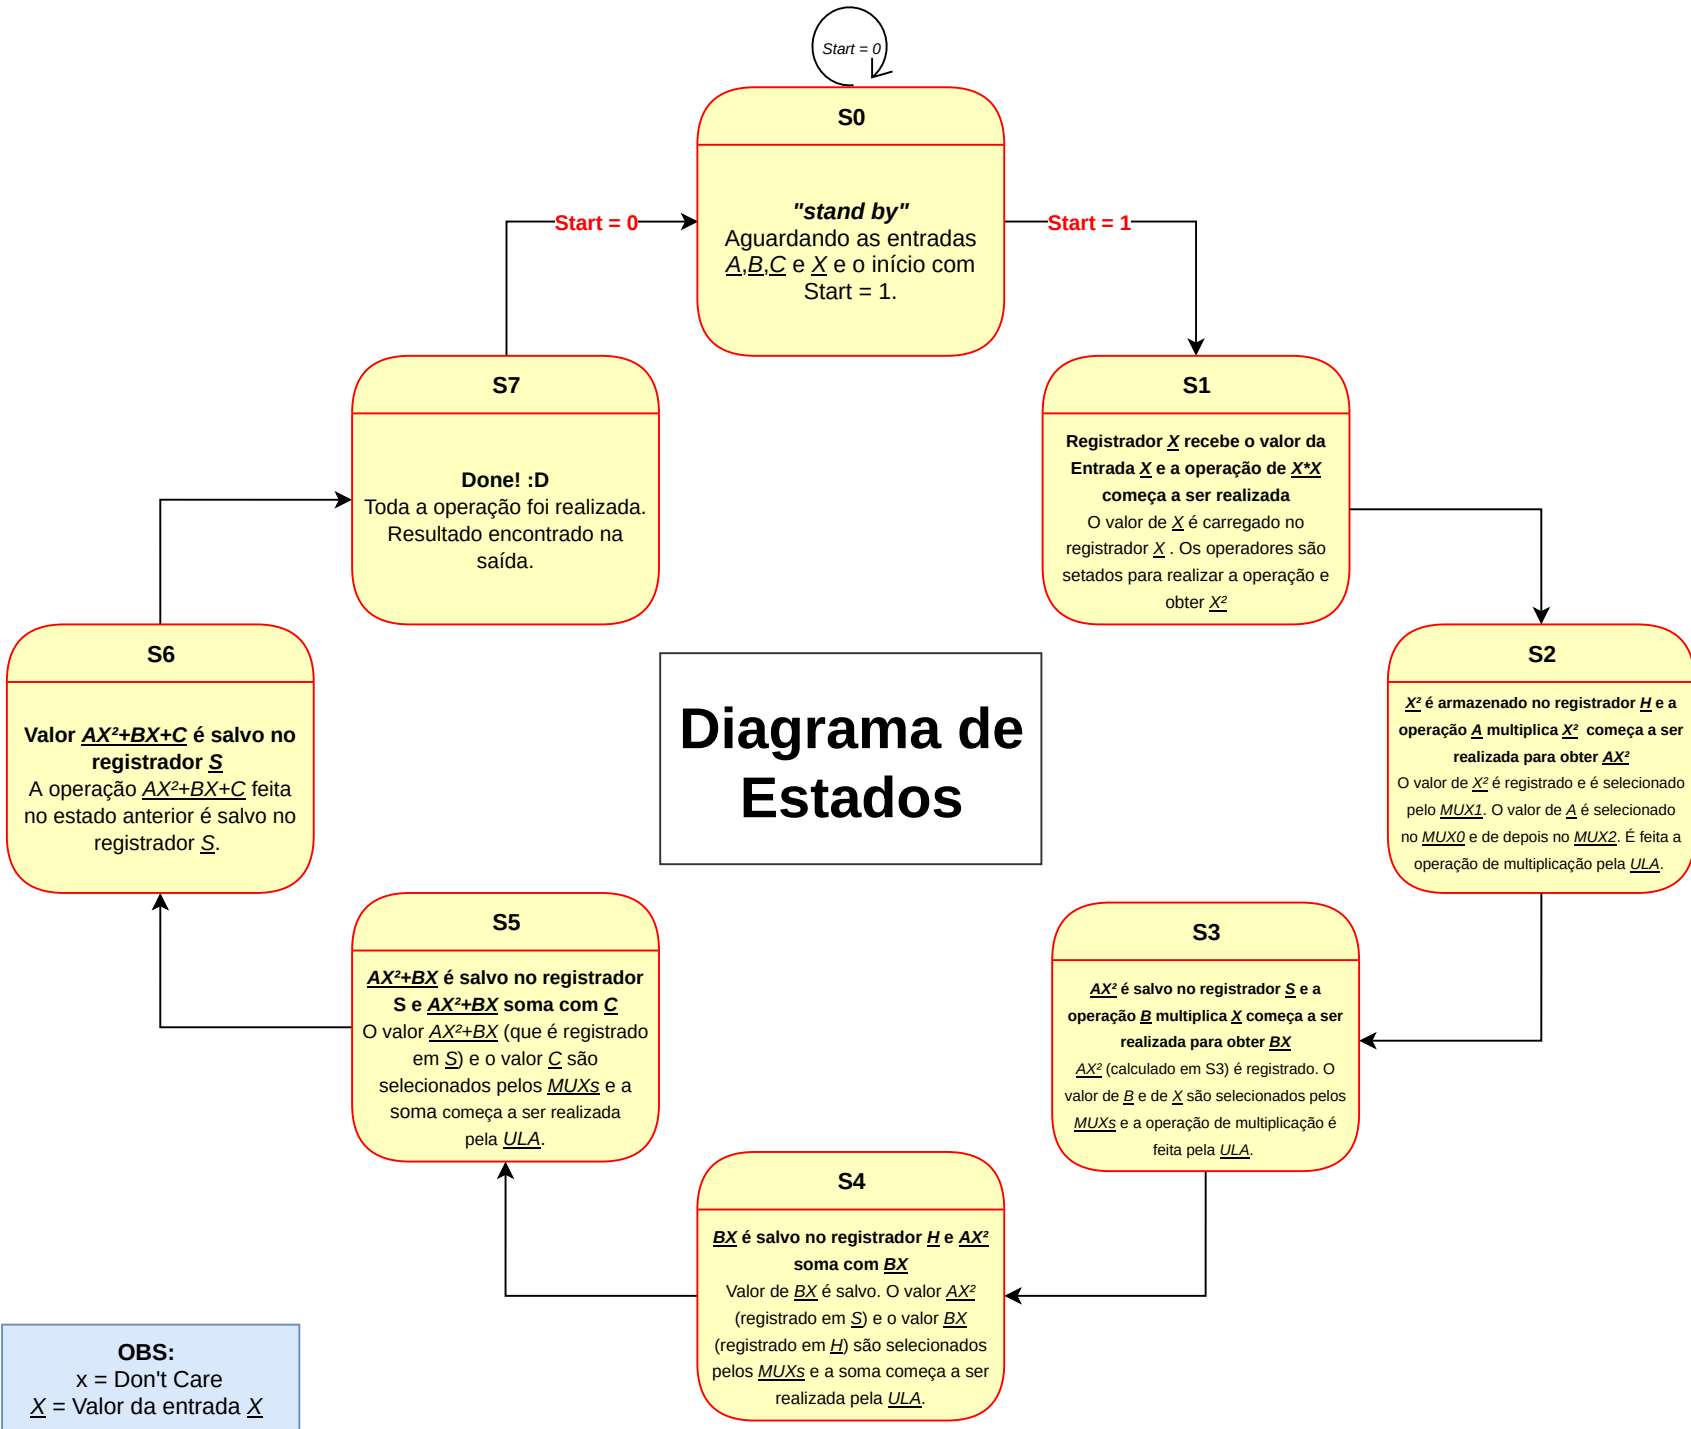 Start = 0
S0
"stand by"
Aguardando as entradas
A,B,C e X e o início com
Start = 1.
Start = 0
Start = 1
S7
Done! :D
Toda a operação foi realizada.
Resultado encontrado na
saída.
S1
Registrador X recebe o valor da
Entrada X e a operação de X*X
começa a ser realizada
O valor de X é carregado no
registrador X . Os operadores são
setados para realizar a operação e
obter X²
S6
Valor AX²+BX+C é salvo no
registrador S
A operação AX²+BX+C feita
no estado anterior é salvo no
registrador S.
Diagrama de
Estados
S2
X² é armazenado no registrador H e a
operação A multiplica X² começa a ser
realizada para obter AX²
O valor de X² é registrado e é selecionado
pelo MUX1. O valor de A é selecionado
no MUX0 e de depois no MUX2. É feita a
operação de multiplicação pela ULA.
S5
AX²+BX é salvo no registrador
S e AX²+BX soma com C
O valor AX²+BX (que é registrado
em S) e o valor C são
selecionados pelos MUXs e a
soma começa a ser realizada
pela ULA.
S3
AX² é salvo no registrador S e a
operação B multiplica X começa a ser
realizada para obter BX
AX² (calculado em S3) é registrado. O
valor de B e de X são selecionados pelos
MUXs e a operação de multiplicação é
feita pela ULA.
S4
BX é salvo no registrador H e AX²
soma com BX
Valor de BX é salvo. O valor AX²
(registrado em S) e o valor BX
(registrado em H) são selecionados
pelos MUXs e a soma começa a ser
realizada pela ULA.
OBS:
x = Don't Care
X = Valor da entrada X